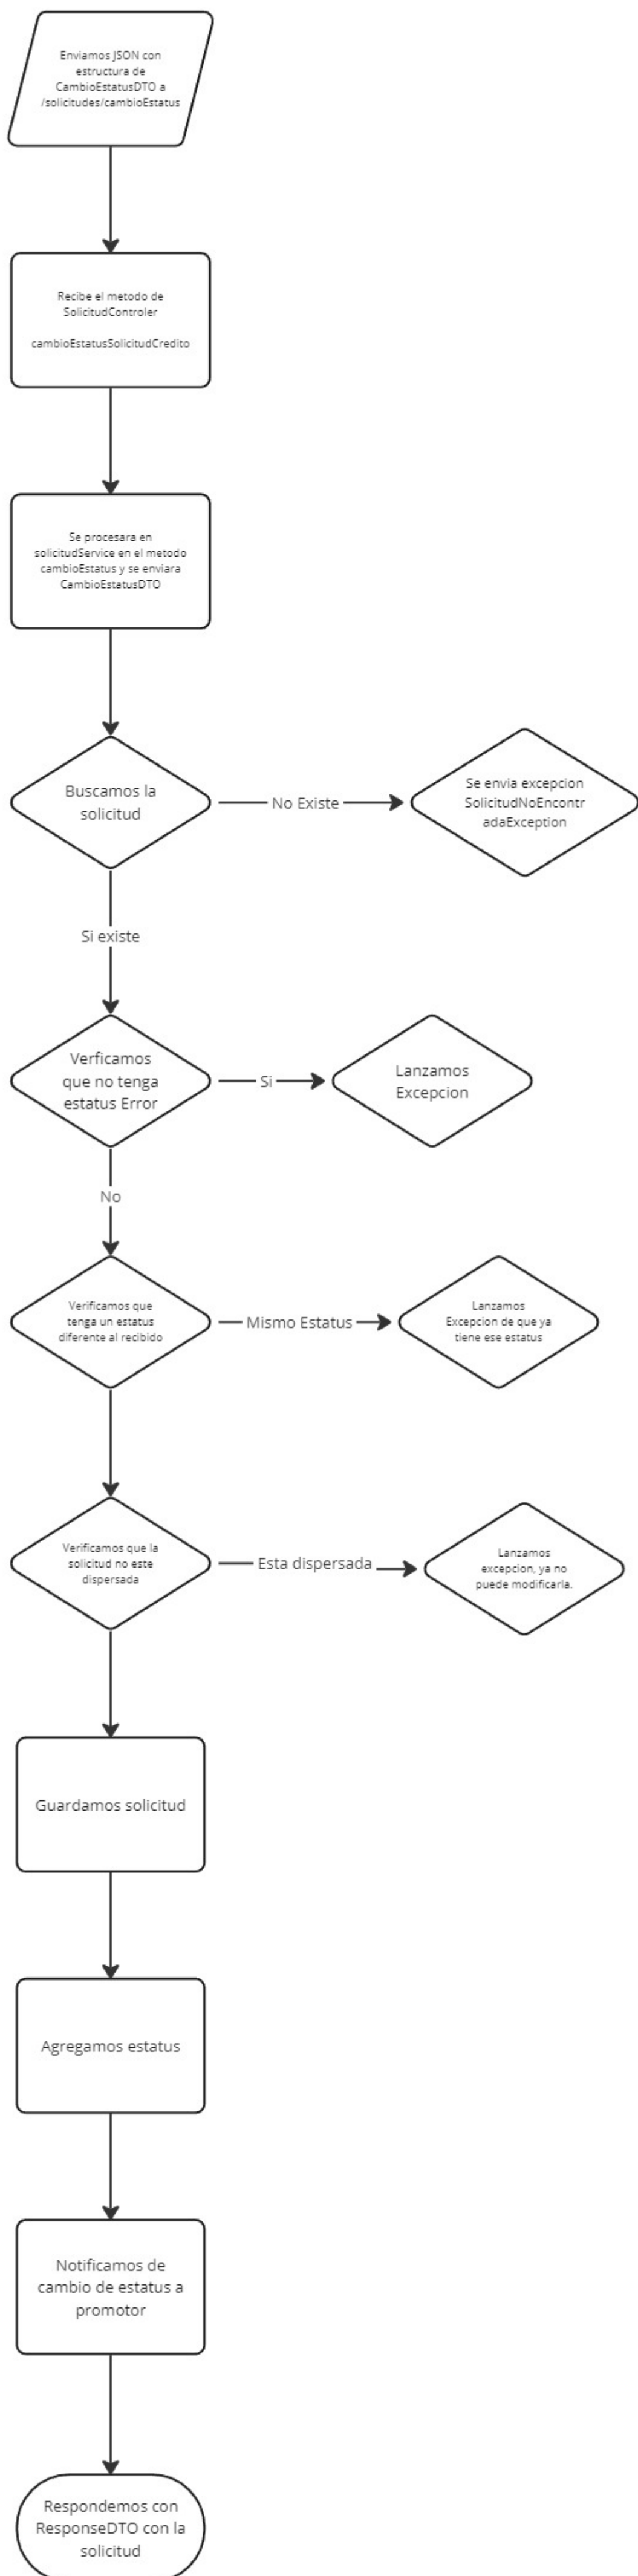 Enviamos JSON con
estructura de
CambioEstatusDTO a
/solicitudes/cambioEstatus
Recibe el metodo de
SolicitudControler
cambioEstatusSolicitudCredito
Se procesara en
solicitudService en el metodo
cambioEstatus y se enviara
CambioEstatusDTO
Buscamos la
solicitud
No Existe
Se envia excepcion
SolicitudNoEncontr
adaException
Si existe
Verficamos
que no tenga
estatus Error
Si
Lanzamos
Excepcion
No
Verificamos que
tenga un estatus
diferente al recibido
Mismo Estatus
Lanzamos
Excepcion de que ya
tiene ese estatus
Verificamos que la
solicitud no este
dispersada
Esta dispersada
Lanzamos
excepcion, ya no
puede modificarla.
Guardamos solicitud
Agregamos estatus
Notificamos de
cambio de estatus a
promotor
Respondemos con
ResponseDTO con la
solicitud